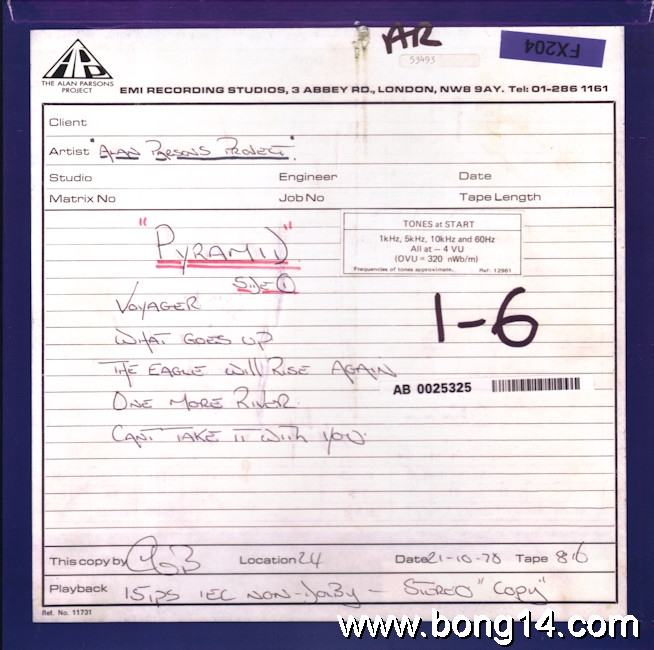 AR
53493
FX204
APP
THE ALAN PARSONS
PROJECT
EMI RECORDING STUDIOS, 3 ABBEY RD., LONDON, NW8 9AY. Tel: 01-286 1161
Client
Artist "ALAN PARSONS PROJECT".
Studio Engineer Date
Matrix No Job No Tape Length
"PYRAMID"
SIDE 1
TONES at START
1kHz, 5kHz, 10kHz and 60Hz
All at – 4 VU
(OVU = 320 nWb/m)
Frequencies of tones approximate. Ref: 12981
VOYAGER
WHAT GOES UP
THE EAGLE WILL RISE AGAIN
ONE MORE RIVER.
CANT TAKE IT WITH YOU.
1-6
AB 0025325
This copy by Location 24 Date 21-10-78 Tape 816
Playback 15ips IEC NON-DOLBY – STEREO "COPY"
Ref. No. 11731
www.bong14.com